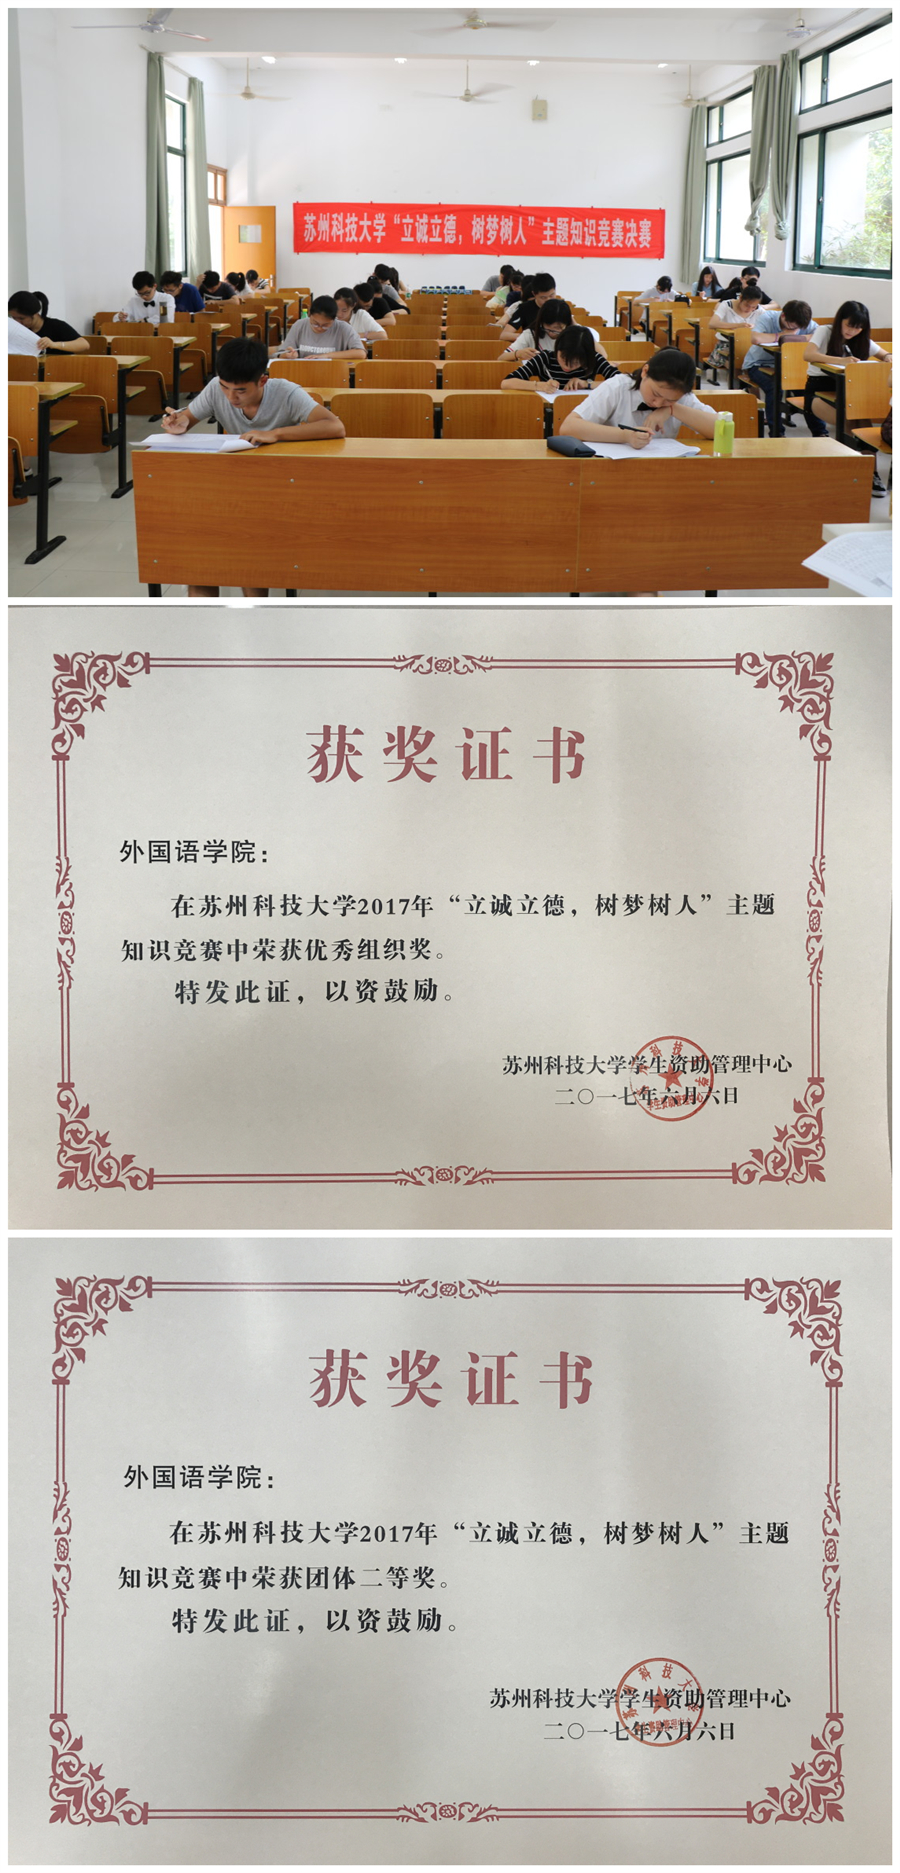 苏州科技大学“立诚立德，树梦树人”主题知识竞赛决赛
获奖证书
外国语学院：
在苏州科技大学2017年“立诚立德，树梦树人”主题
知识竞赛中荣获优秀组织奖。
特发此证，以资鼓励。
苏州科技大学学生资助管理中心
二〇一七年六月六日
学生资助管理中心
获奖证书
外国语学院：
在苏州科技大学2017年“立诚立德，树梦树人”主题
知识竞赛中荣获团体二等奖。
特发此证，以资鼓励。
苏州科技大学学生资助管理中心
二〇一七年六月六日